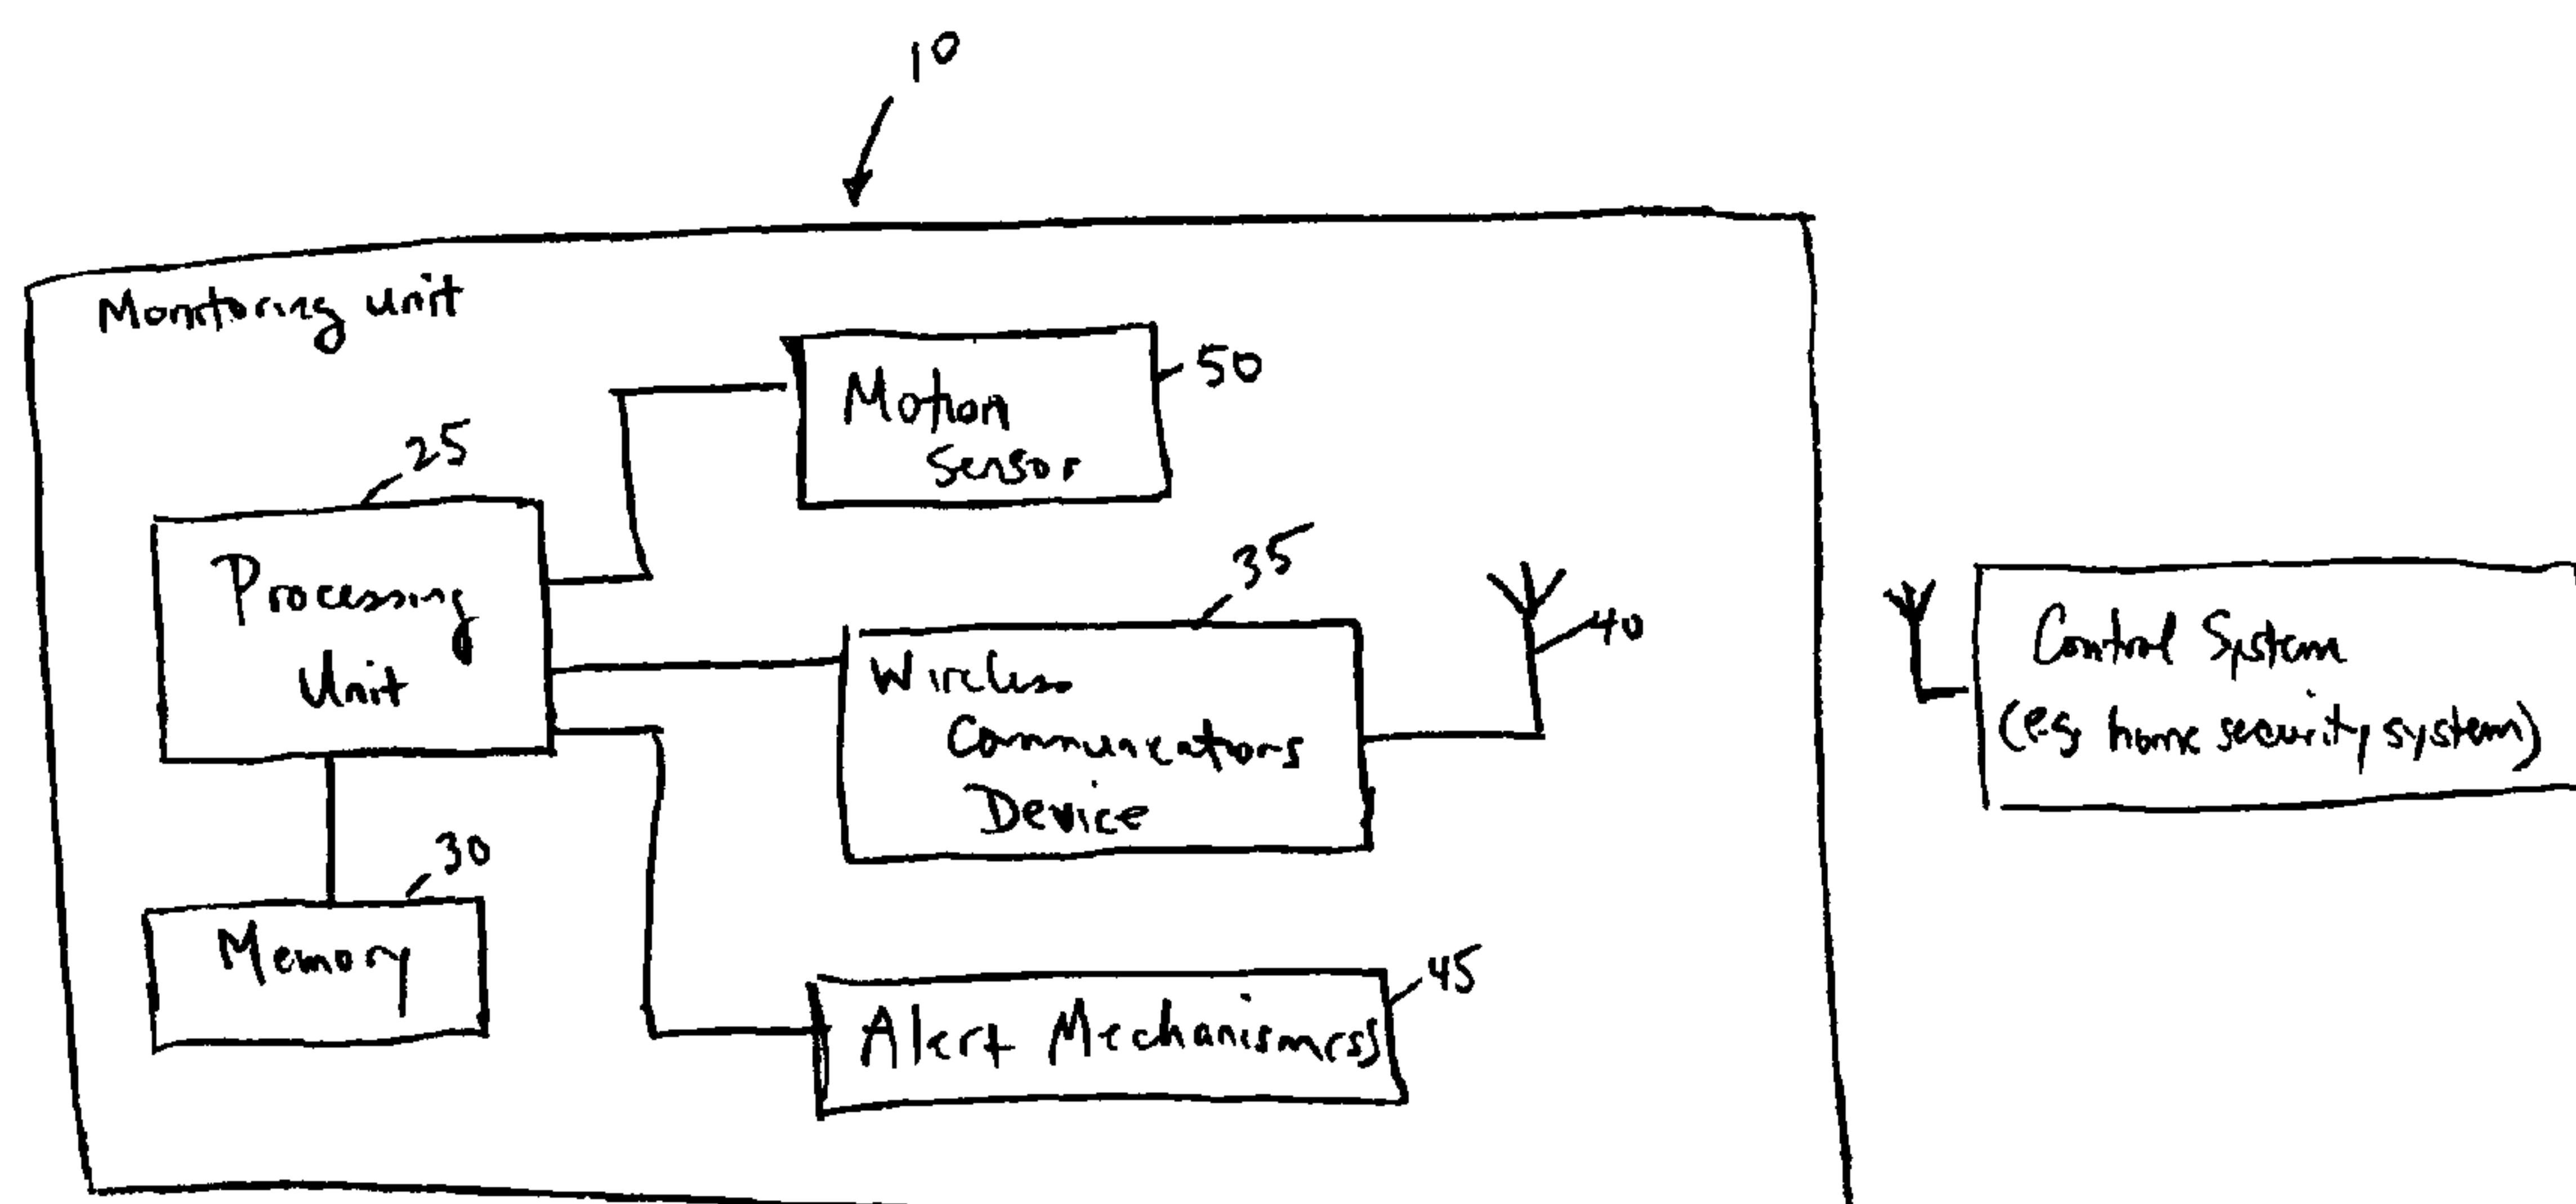 10
Monitoring unit
Motion
Sensor
50
25
Processing
Unit
35
Wireless
Communications
Device
40
Control System
(e.g. home security system)
30
Memory
45
Alert Mechanism(s)